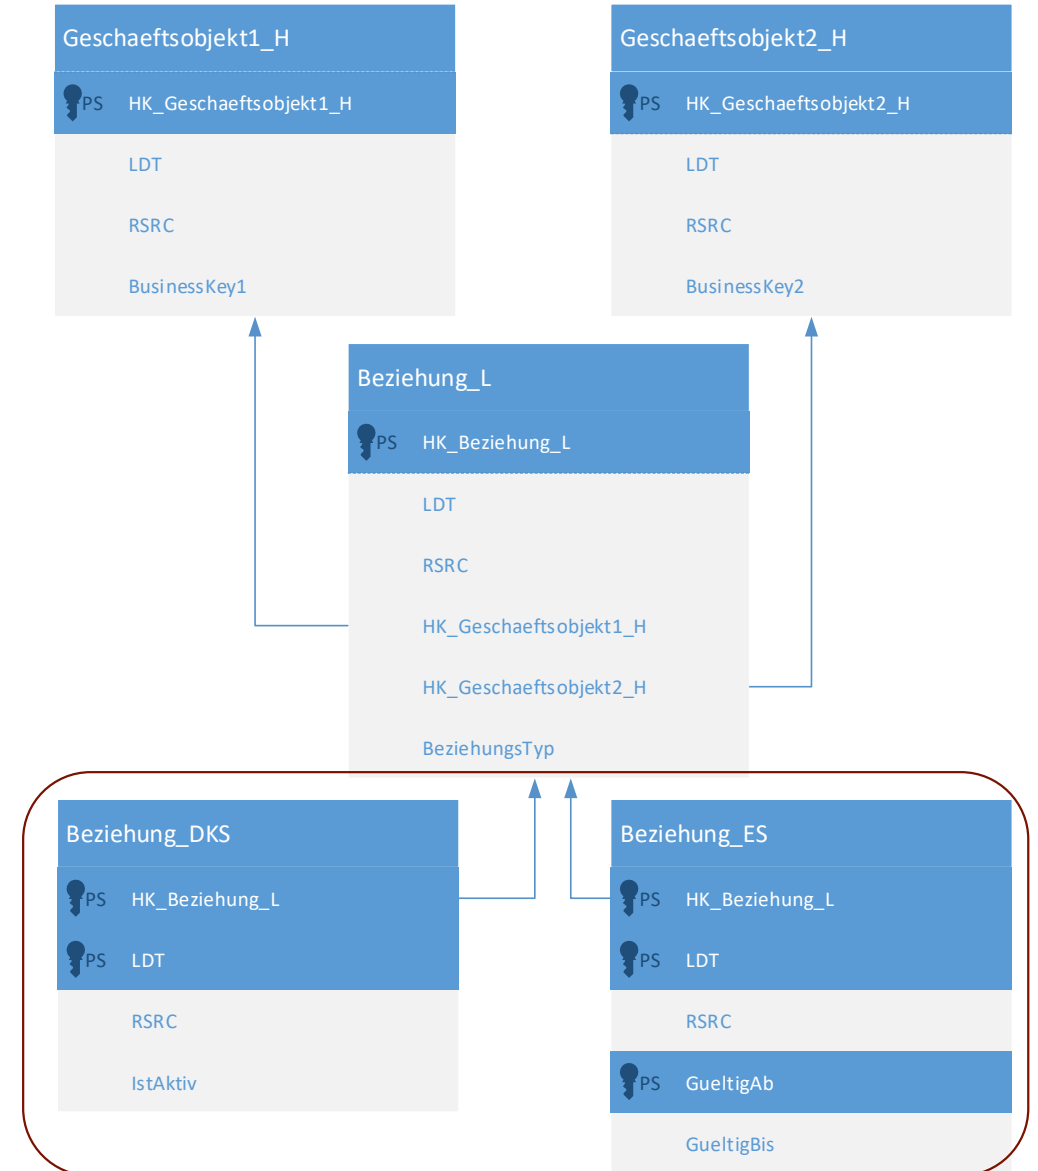 Geschaeftsobjekt1_H
PS HK_Geschaeftsobjekt1_H
LDT
RSRC
BusinessKey1
Geschaeftsobjekt2_H
PS HK_Geschaeftsobjekt2_H
LDT
RSRC
BusinessKey2
Beziehung_L
PS HK_Beziehung_L
LDT
RSRC
HK_Geschaeftsobjekt1_H
HK_Geschaeftsobjekt2_H
BeziehungsTyp
Beziehung_DKS
PS HK_Beziehung_L
PS LDT
RSRC
IstAktiv
Beziehung_ES
PS HK_Beziehung_L
PS LDT
RSRC
PS GueltigAb
GueltigBis